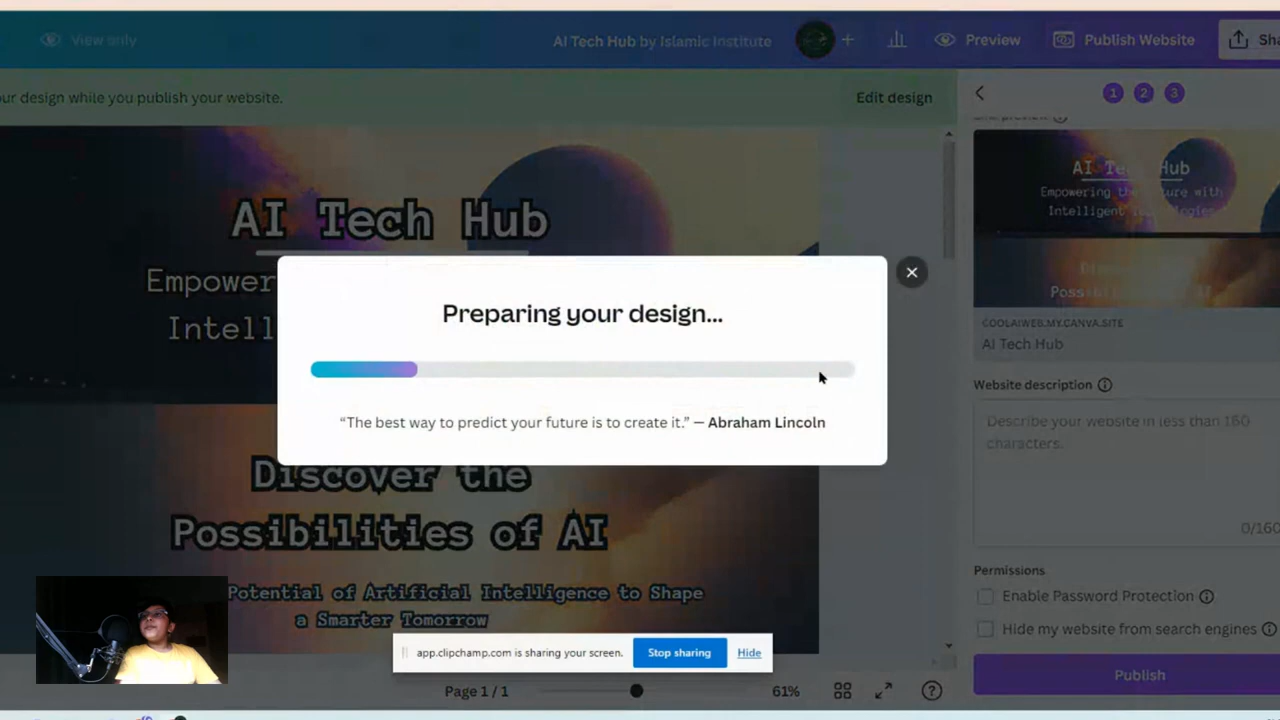 View only
AI Tech Hub by Islamic Institute
Preview
Publish Website
Sha
our design while you publish your website.
Edit design
1 2 3
AI Tech Hub
Empower
Intell
Discover the
Possibilities of AI
Potential of Artificial Intelligence to Shape
a Smarter Tomorrow
Preparing your design...
“The best way to predict your future is to create it.” — Abraham Lincoln
AI Te Hub
Empowering the ture with
Intelligent
Possi AI
COOLAIWEB.MY.CANVA.SITE
AI Tech Hub
Website description
Describe your website in less than 160
characters.
0/160
Permissions
Enable Password Protection
Hide my website from search engines
Publish
app.clipchamp.com is sharing your screen.
Stop sharing
Hide
Page 1 / 1
61%